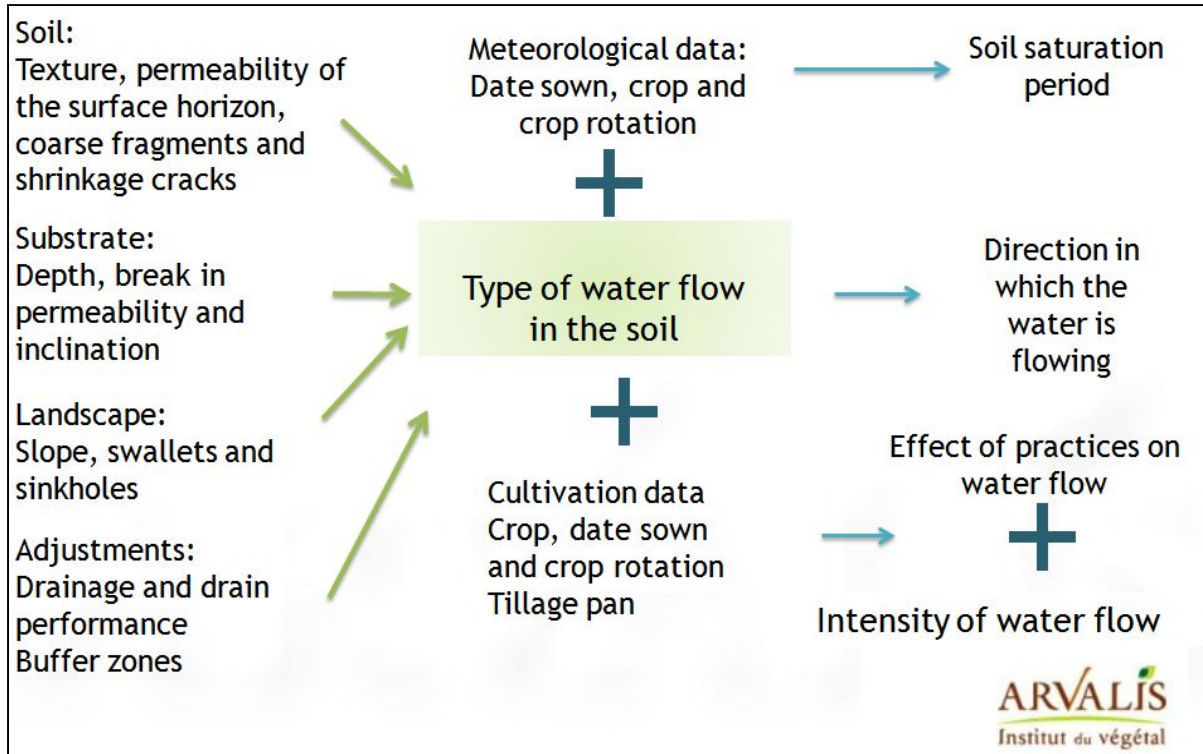 Soil:
Texture, permeability of
the surface horizon,
coarse fragments and
shrinkage cracks
Substrate:
Depth, break in
permeability and
inclination
Landscape:
Slope, swallets and
sinkholes
Adjustments:
Drainage and drain
performance
Buffer zones
Meteorological data:
Date sown, crop and
crop rotation
Type of water flow
in the soil
Cultivation data
Crop, date sown
and crop rotation
Tillage pan
Soil saturation
period
Direction in
which the
water is
flowing
Effect of practices on
water flow
Intensity of water flow
ARVALIS
Institut du végétal